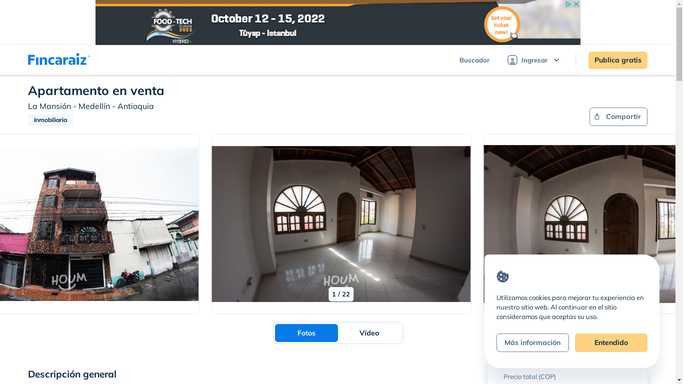 FOOD-TECH
October 12 - 15, 2022
Tüyap - Istanbul
Get your
ticket
now!
Fincaraiz
Buscador
Ingresar
Publica gratis
Apartamento en venta
La Mansión - Medellín - Antioquia
Inmobiliaria
Compartir
HOUM
HOUM
1 / 22
Fotos
Vídeo
Utilizamos cookies para mejorar tu experiencia en
nuestro sitio web. Al continuar en el sitio
consideramos que aceptas su uso.
Más información
Entendido
Descripción general
Precio total (COP)